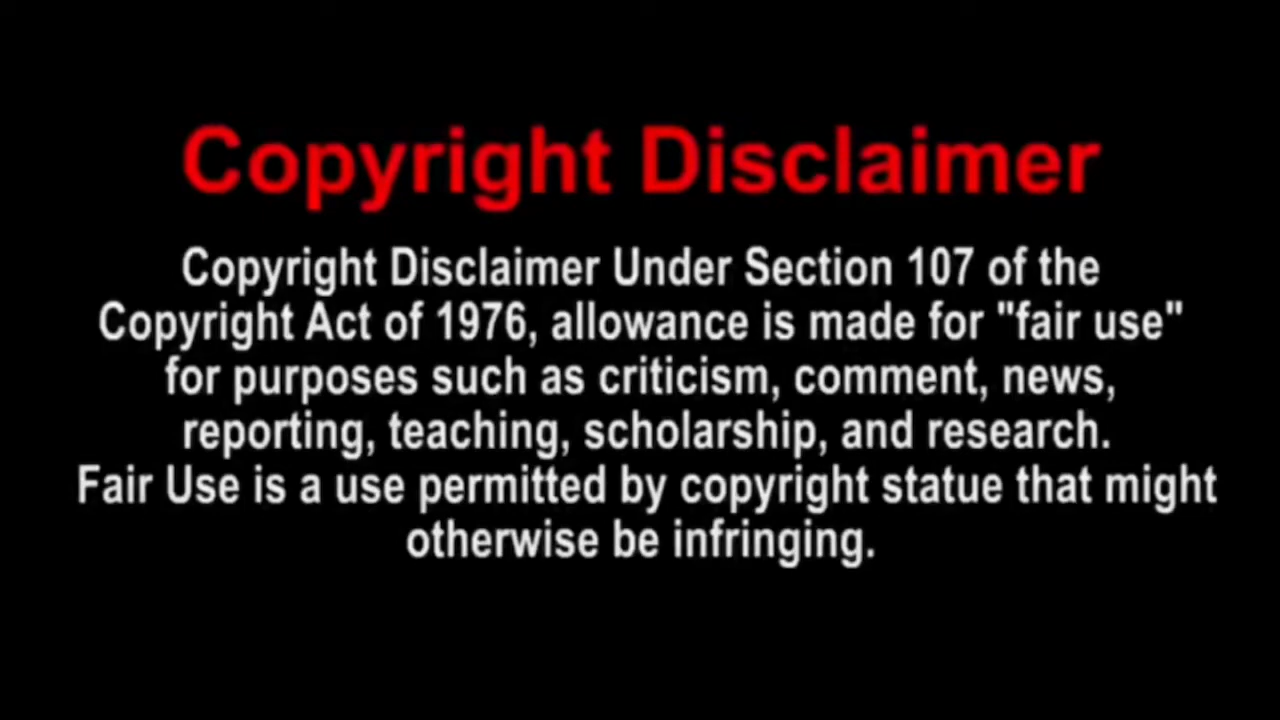 Copyright Disclaimer
Copyright Disclaimer Under Section 107 of the
Copyright Act of 1976, allowance is made for "fair use"
for purposes such as criticism, comment, news,
reporting, teaching, scholarship, and research.
Fair Use is a use permitted by copyright statue that might
otherwise be infringing.